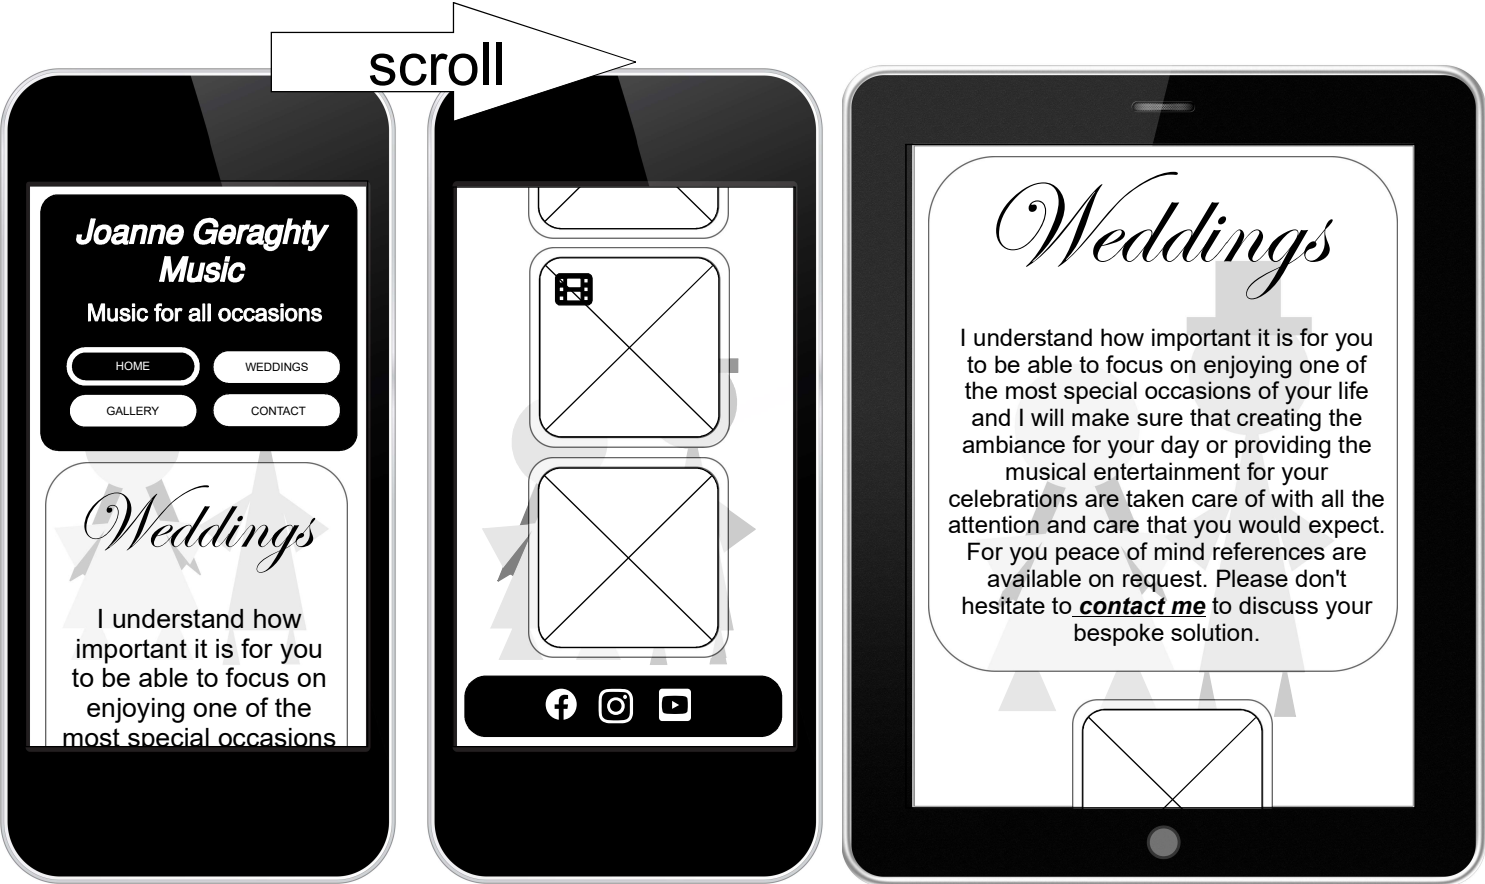 scroll
Joanne Geraghty
Music
Music for all occasions
HOME
WEDDINGS
GALLERY
CONTACT
Weddings
I understand how
important it is for you
to be able to focus on
enjoying one of the
most special occasions
Weddings
I understand how important it is for you
to be able to focus on enjoying one of
the most special occasions of your life
and I will make sure that creating the
ambiance for your day or providing the
musical entertainment for your
celebrations are taken care of with all the
attention and care that you would expect.
For you peace of mind references are
available on request. Please don't
hesitate to contact me to discuss your
bespoke solution.